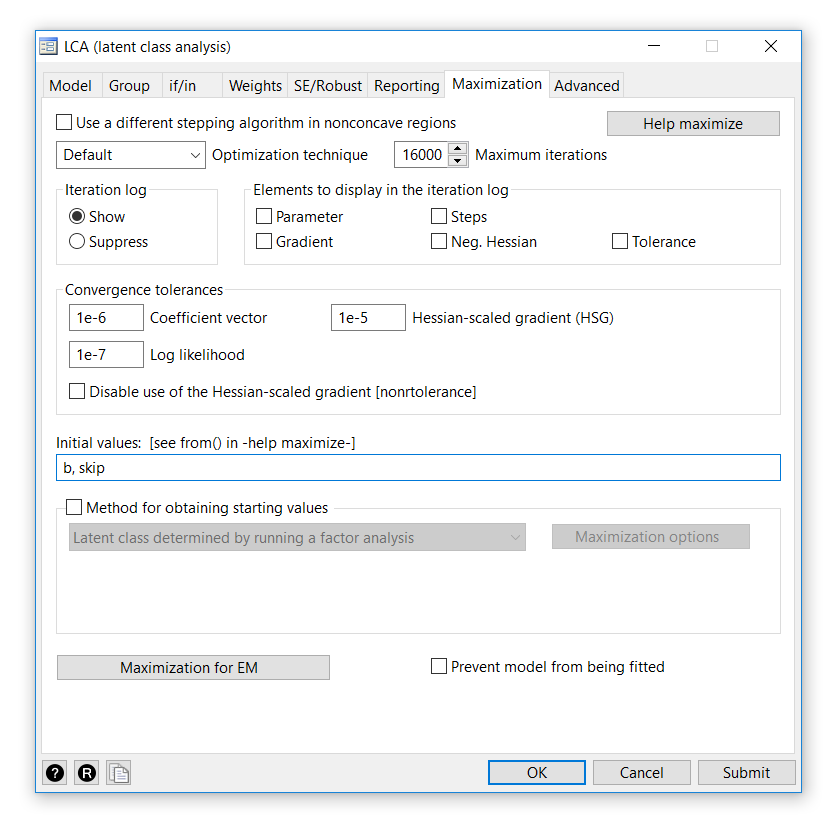 LCA (latent class analysis)
Model Group if/in Weights SE/Robust Reporting Maximization Advanced
Use a different stepping algorithm in nonconcave regions Help maximize
Default Optimization technique 16000 Maximum iterations
Iteration log Elements to display in the iteration log
Show Parameter Steps
Suppress Gradient Neg. Hessian Tolerance
Convergence tolerances
1e-6 Coefficient vector 1e-5 Hessian-scaled gradient (HSG)
1e-7 Log likelihood
Disable use of the Hessian-scaled gradient [nonrtolerance]
Initial values: [see from() in -help maximize-]
b, skip
Method for obtaining starting values
Latent class determined by running a factor analysis Maximization options
Maximization for EM Prevent model from being fitted
? R OK Cancel Submit